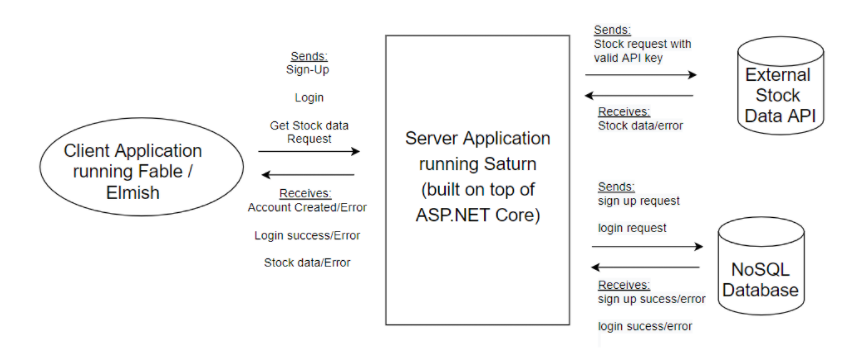 Client Application
running Fable /
Elmish
Sends:
Sign-Up
Login
Get Stock data
Request
Receives:
Account Created/Error
Login success/Error
Stock data/Error
Server Application
running Saturn
(built on top of
ASP.NET Core)
Sends:
Stock request with
valid API key
Receives:
Stock data/error
External
Stock
Data API
Sends:
sign up request
login request
Receives:
sign up sucess/error
login sucess/error
NoSQL
Database